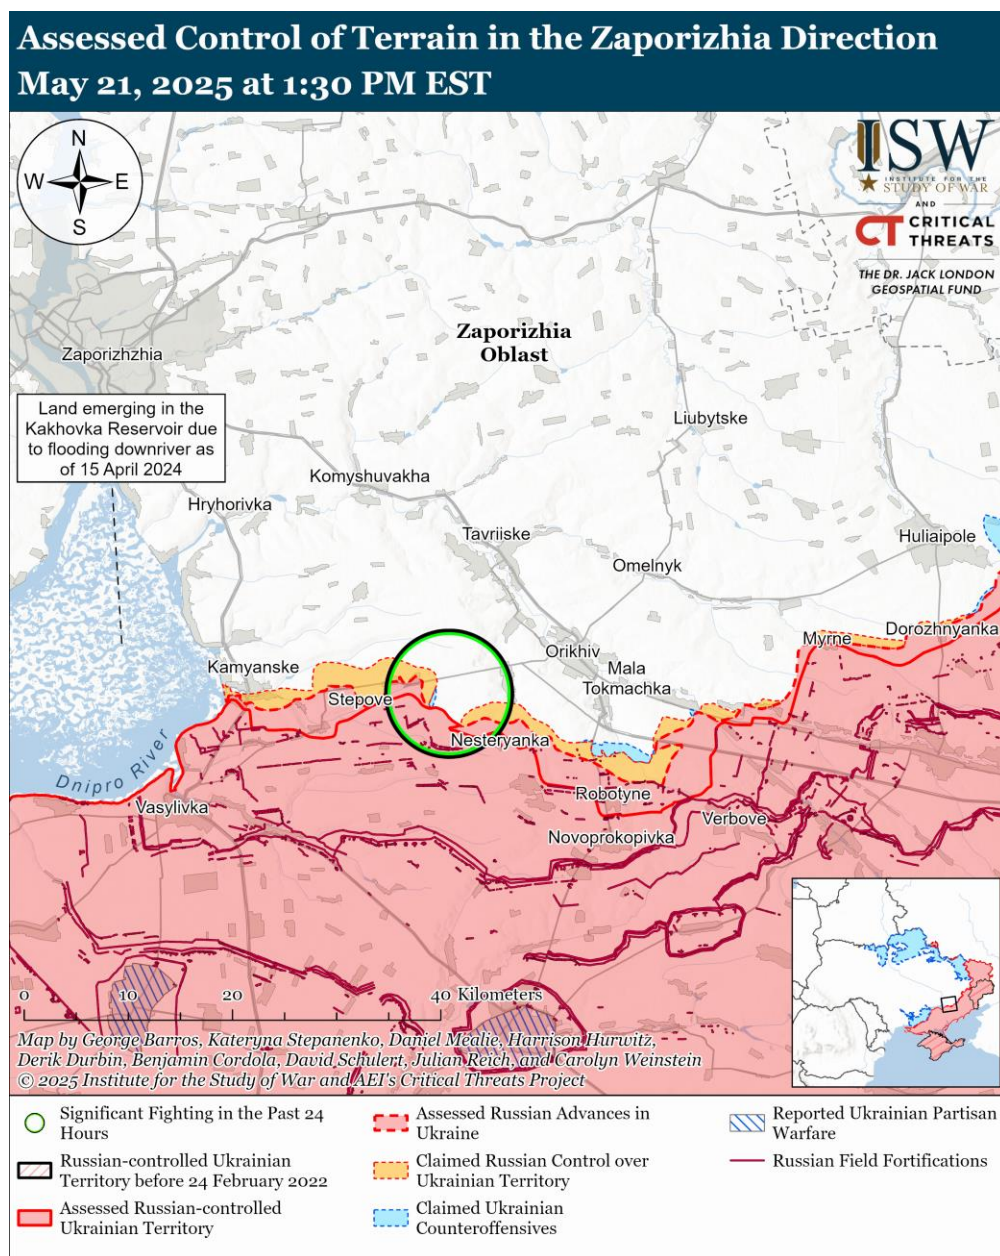 Assessed Control of Terrain in the Zaporizhia Direction
May 21, 2025 at 1:30 PM EST
N
W
E
S
ISW
INSTITUTE FOR THE
STUDY OF WAR
AND
CT CRITICAL
THREATS
THE DR. JACK LONDON
GEOSPATIAL FUND
Zaporizhia
Oblast
Zaporizhzhia
Land emerging in the
Kakhovka Reservoir due
to flooding downriver as
of 15 April 2024
Liubytske
Komyshuvakha
Hryhorivka
Tavriiske
Huliaipole
Omelnyk
Dorozhnyanka
Myrne
Orikhiv
Kamyanske
Mala
Tokmachka
Stepove
Nesteryanka
Dnipro River
Robotyne
Vasylivka
Verbove
Novoprokopivka
0
10
20
40 Kilometers
Map by George Barros, Kateryna Stepanenko, Daniel Mealie, Harrison Hurwitz,
Derik Durbin, Benjamin Cordola, David Schulert, Julian Reich, and Carolyn Weinstein
© 2025 Institute for the Study of War and AEI's Critical Threats Project
Significant Fighting in the Past 24
Hours
Russian-controlled Ukrainian
Territory before 24 February 2022
Assessed Russian-controlled
Ukrainian Territory
Assessed Russian Advances in
Ukraine
Claimed Russian Control over
Ukrainian Territory
Claimed Ukrainian
Counteroffensives
Reported Ukrainian Partisan
Warfare
Russian Field Fortifications